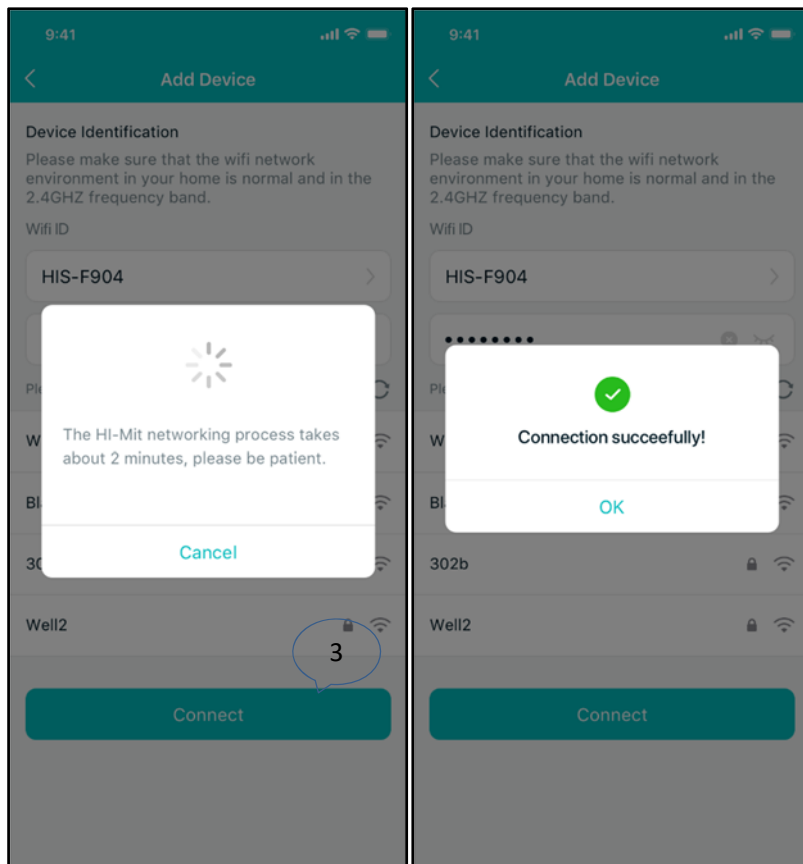 9:41
Add Device
Device Identification
Please make sure that the wifi network
environment in your home is normal and in the
2.4GHZ frequency band.
Wifi ID
HIS-F904
The HI-Mit networking process takes
about 2 minutes, please be patient.
Cancel
Well2
3
Connect
9:41
Add Device
Device Identification
Please make sure that the wifi network
environment in your home is normal and in the
2.4GHZ frequency band.
Wifi ID
HIS-F904
••••••••
Connection succeefully!
OK
302b
Well2
Connect